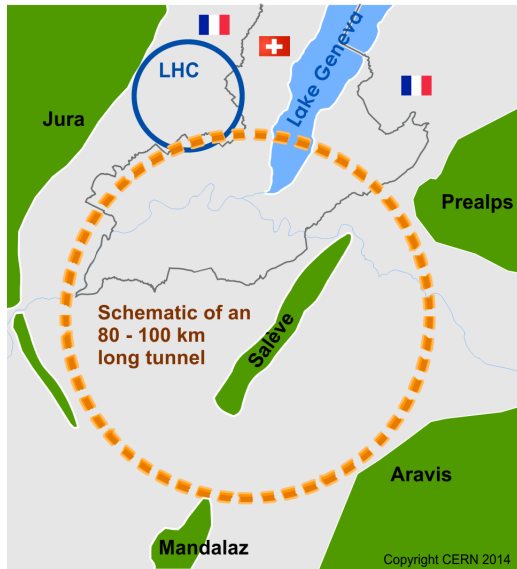 LHC
Lake Geneva
Jura
Prealps
Schematic of an
80 - 100 km
long tunnel
Salève
Aravis
Mandalaz
Copyright CERN 2014